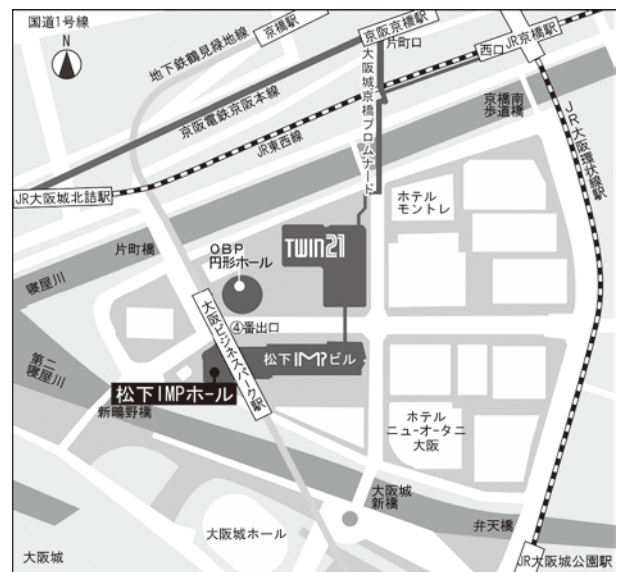 国道1号線
N
地下鉄鶴見緑地線
京橋駅
京阪京橋駅
片町口
西口
JR京橋駅
大阪城京橋プロムナード
京阪電鉄京阪本線
JR東西線
京橋南
歩道橋
JR大阪環状線駅
JR大阪城北詰駅
ホテル
モントレ
片町橋
OBP
円形ホール
TWIN21
寝屋川
④番出口
大阪ビジネスパーク駅
松下IMPビル
第二
寝屋川
松下IMPホール
新鴫野橋
ホテル
ニューオータニ
大阪
大阪城
新橋
大阪城ホール
弁天橋
大阪城
JR大阪城公園駅